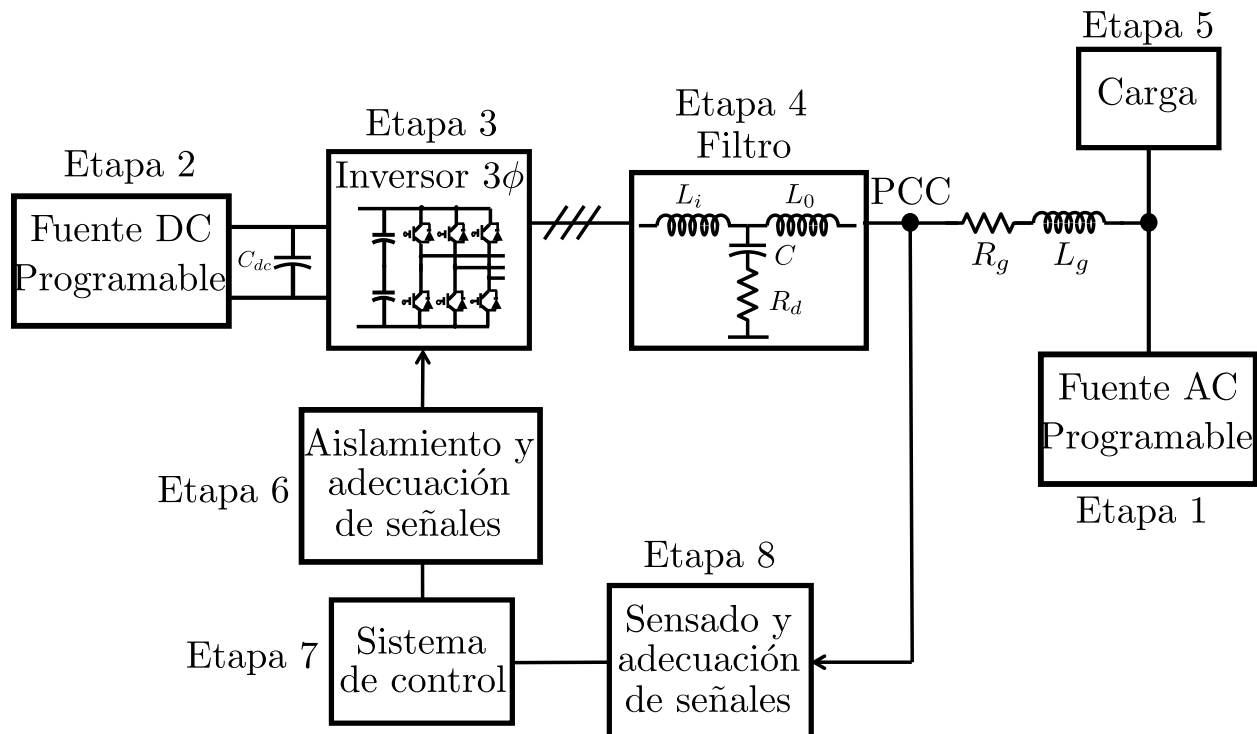 Etapa 5
Carga
Etapa 4
Filtro
Etapa 3
Inversor 3ϕ
Etapa 2
Fuente DC
Programable
C_dc
L_i
L_0
C
R_d
PCC
R_g
L_g
Fuente AC
Programable
Etapa 1
Aislamiento y
adecuación
de señales
Etapa 6
Etapa 8
Sensado y
adecuación
de señales
Sistema
de control
Etapa 7